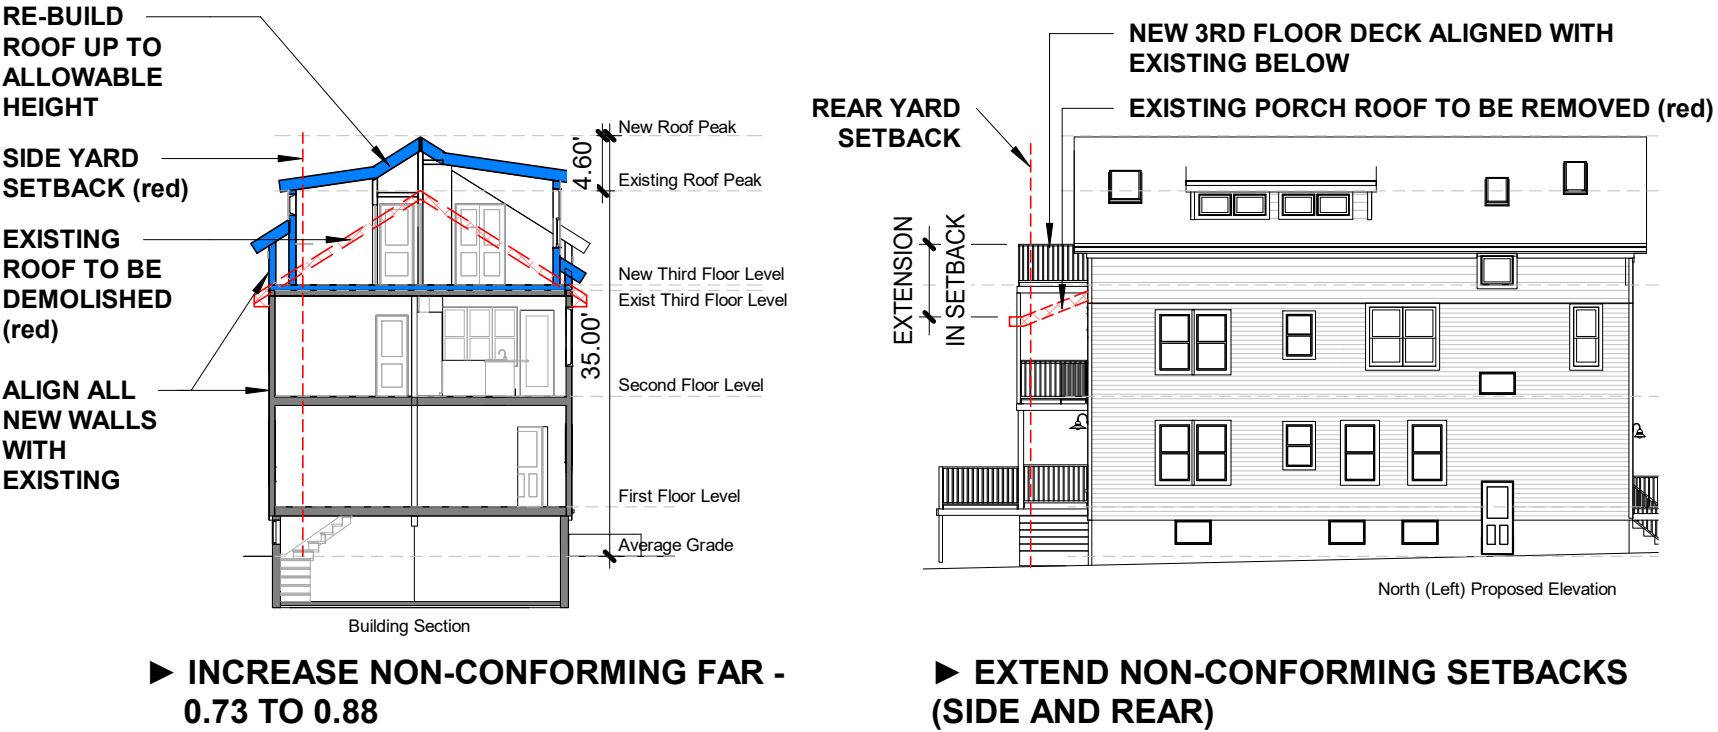 RE-BUILD
ROOF UP TO
ALLOWABLE
HEIGHT
SIDE YARD
SETBACK (red)
EXISTING
ROOF TO BE
DEMOLISHED
(red)
ALIGN ALL
NEW WALLS
WITH
EXISTING
New Roof Peak
4.60'
Existing Roof Peak
New Third Floor Level
Exist Third Floor Level
35.00'
Second Floor Level
First Floor Level
Average Grade
Building Section
► INCREASE NON-CONFORMING FAR -
0.73 TO 0.88
NEW 3RD FLOOR DECK ALIGNED WITH
EXISTING BELOW
REAR YARD
SETBACK
EXISTING PORCH ROOF TO BE REMOVED (red)
EXTENSION
IN SETBACK
North (Left) Proposed Elevation
► EXTEND NON-CONFORMING SETBACKS
(SIDE AND REAR)